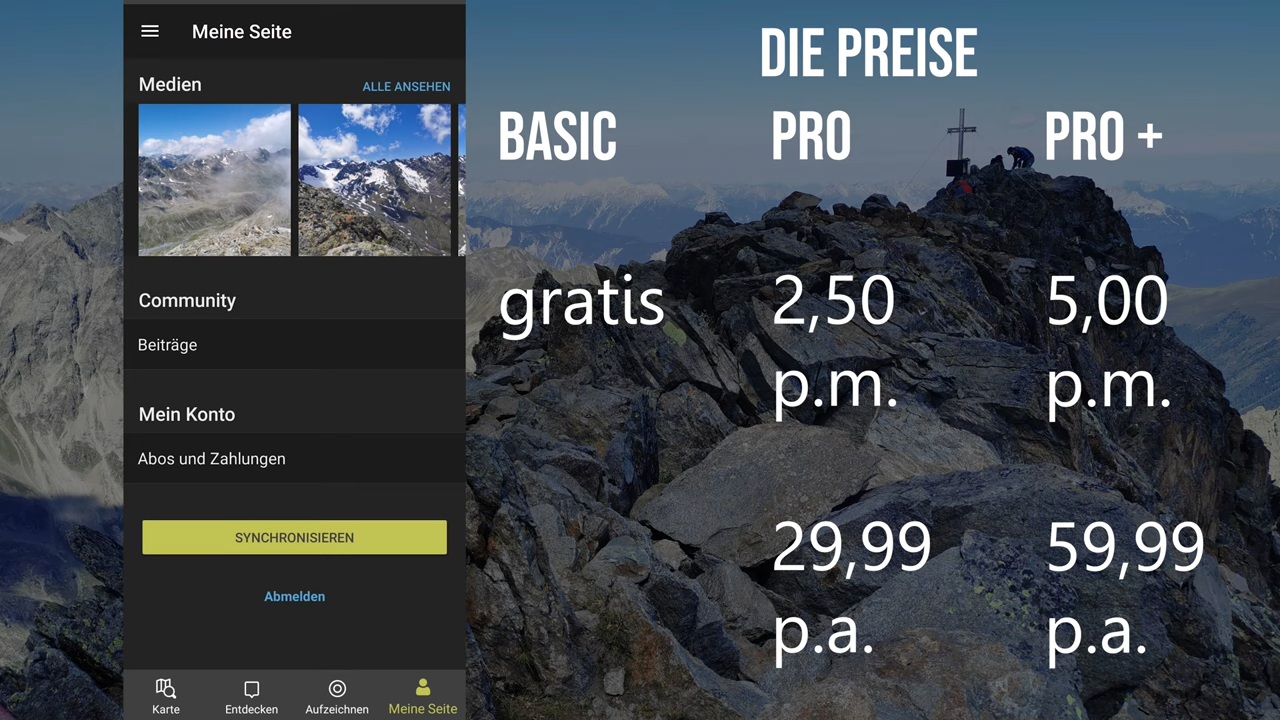 Meine Seite
Medien
ALLE ANSEHEN
Community
Beiträge
Mein Konto
Abos und Zahlungen
SYNCHRONISIEREN
Abmelden
Karte
Entdecken
Aufzeichnen
Meine Seite
DIE PREISE
BASIC
PRO
PRO +
gratis
2,50
p.m.
5,00
p.m.
29,99
p.a.
59,99
p.a.